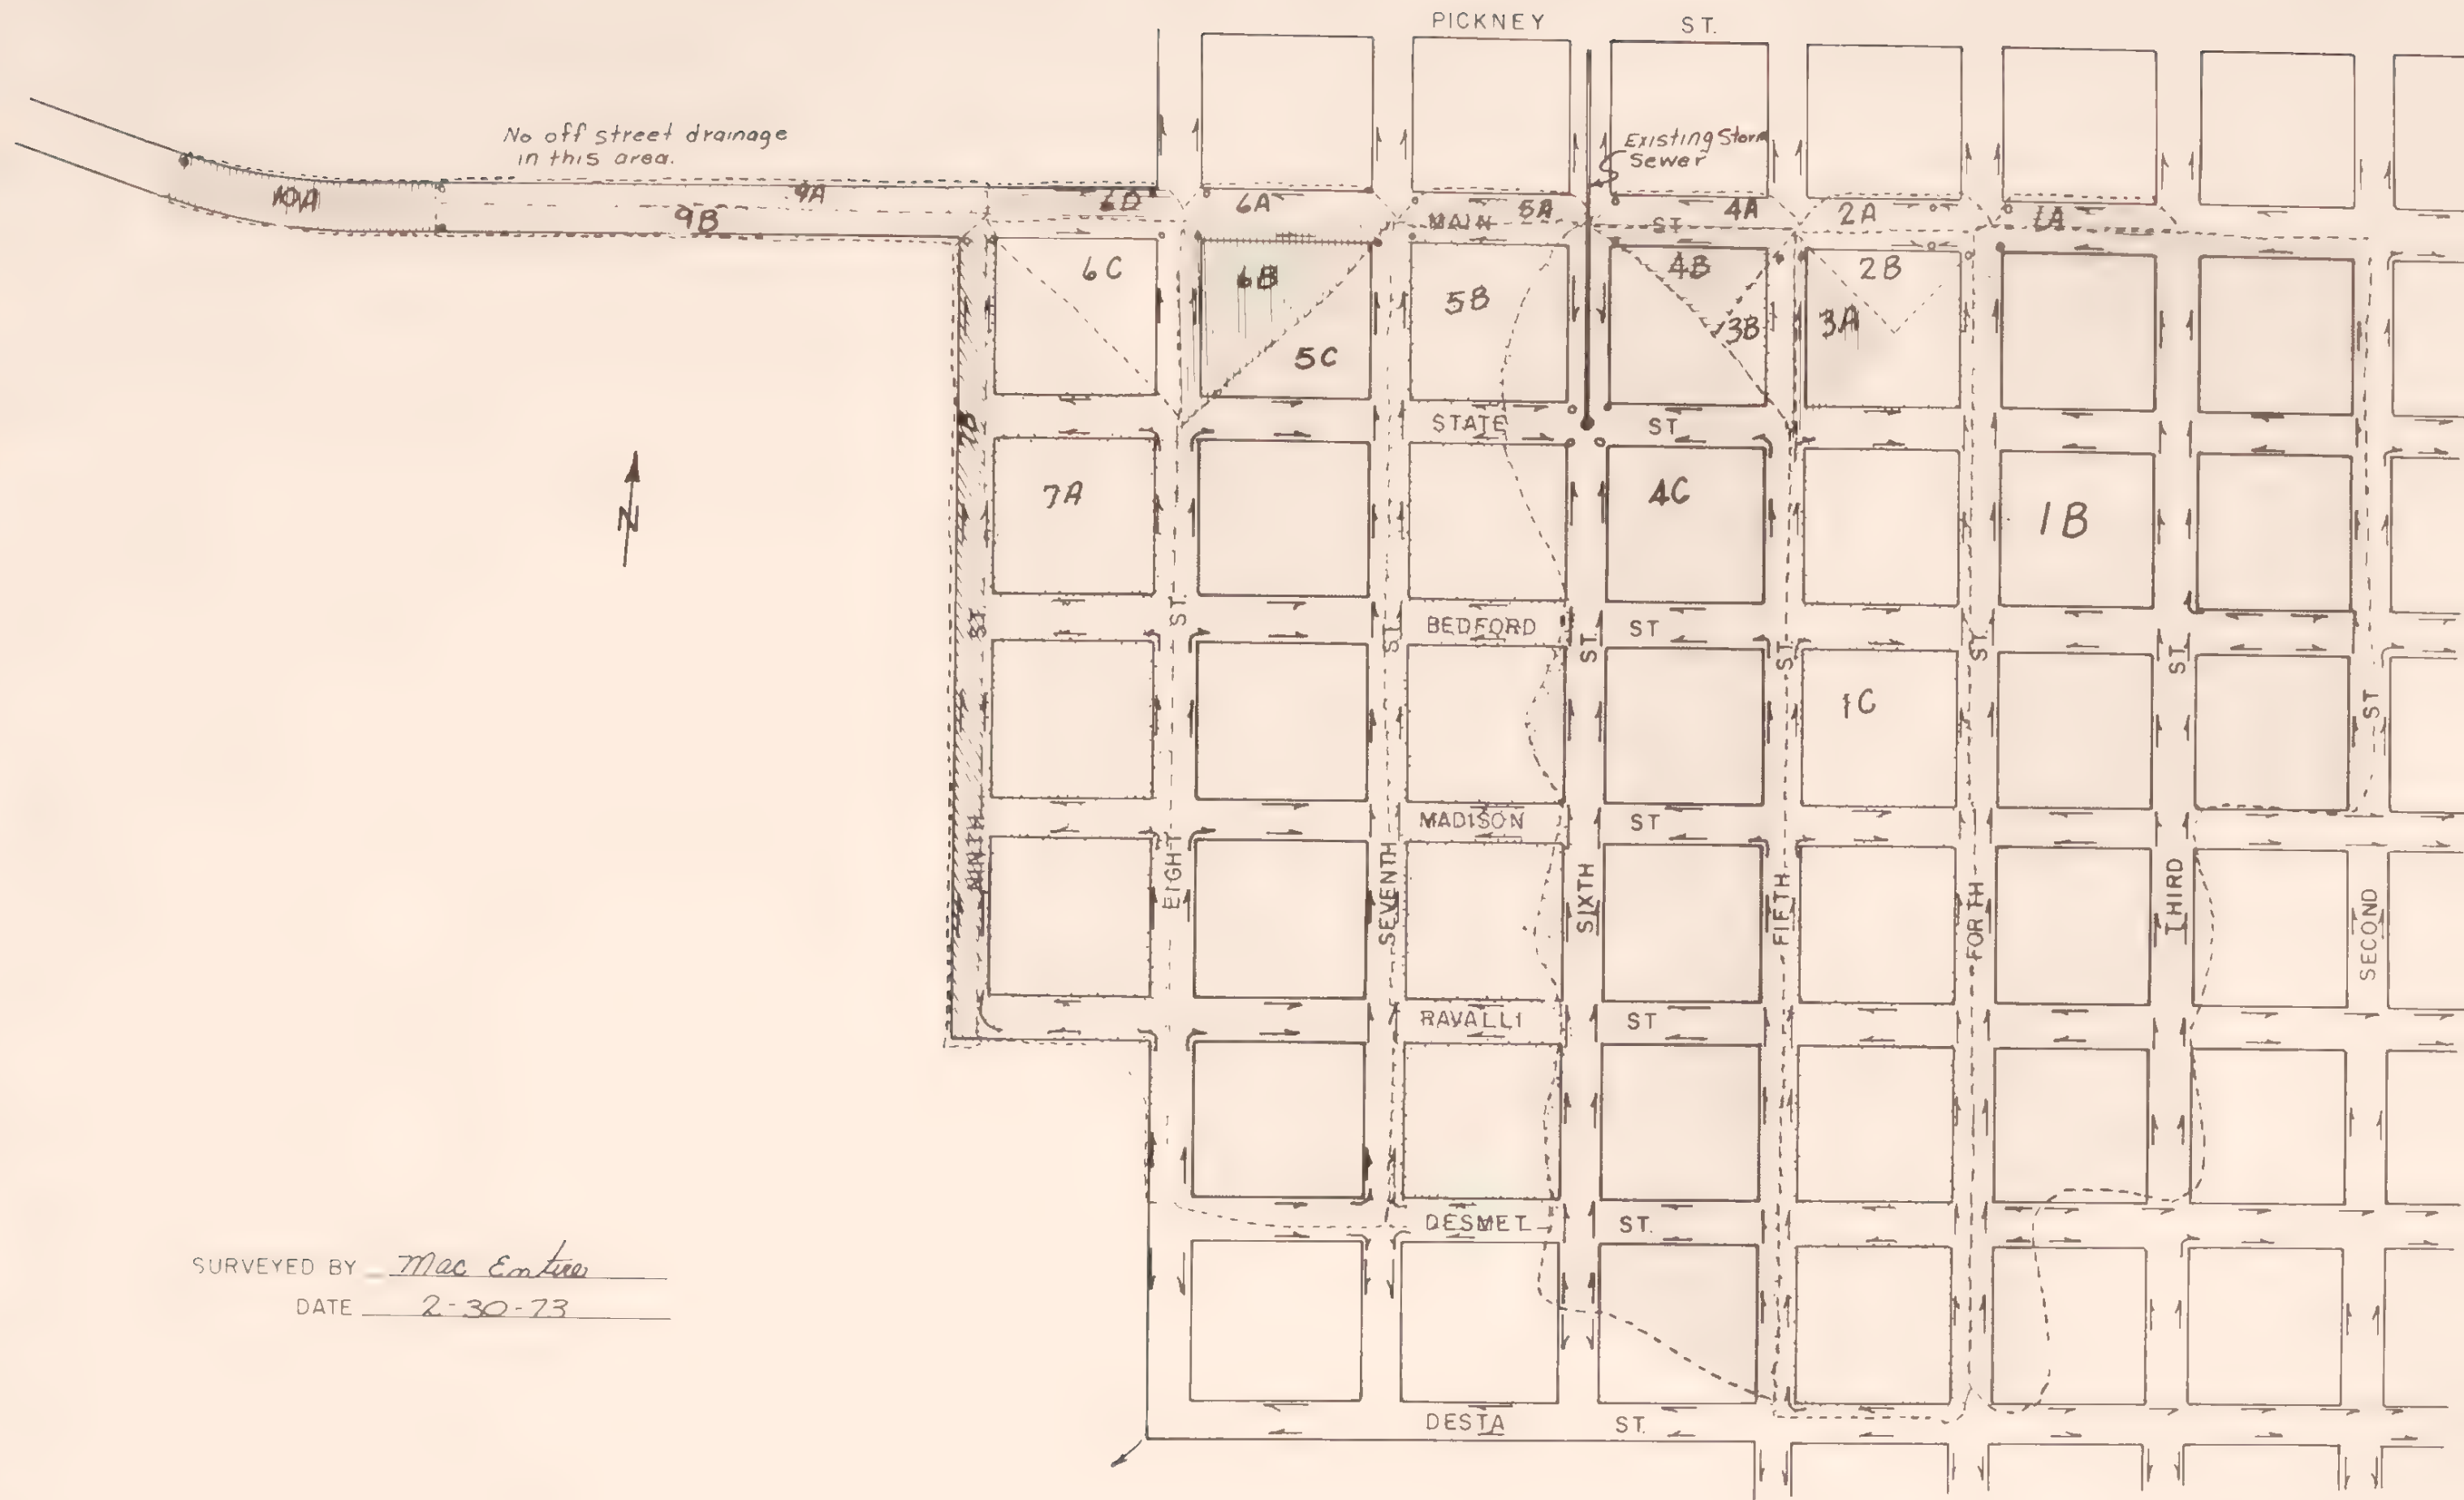 PICKNEY ST.
No off street drainage
in this area.
Existing Storm
Sewer
10A
9A
9B
6D
6A
MAIN
5A
ST
4A
2A
1A
6C
6B
5C
5B
4B
3B
2B
3A
7B
STATE ST
7A
4C
1B
N
BEDFORD ST
1C
MADISON ST
NINTH ST
EIGHT ST.
SEVENTH ST
SIXTH ST.
FIFTH ST.
FORTH ST.
THIRD ST.
SECOND ST
RAVALLI ST
DESMET ST.
SURVEYED BY Mac Entire
DATE 2-30-73
DESTA ST.